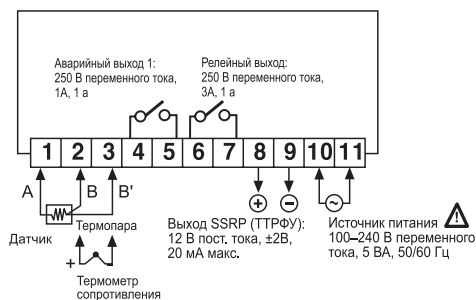 Аварийный выход 1:
250 В переменного тока,
1А, 1 а
Релейный выход:
250 В переменного тока,
3А, 1 а
1 2 3 4 5 6 7 8 9 10 11
A B B'
Датчик
Термопара
+ -
Термометр
сопротивления
+ −
Выход SSRP (ТТРФУ):
12 В пост. тока, ±2В,
20 мА макс.
~
Источник питания
100–240 В переменного
тока, 5 ВА, 50/60 Гц